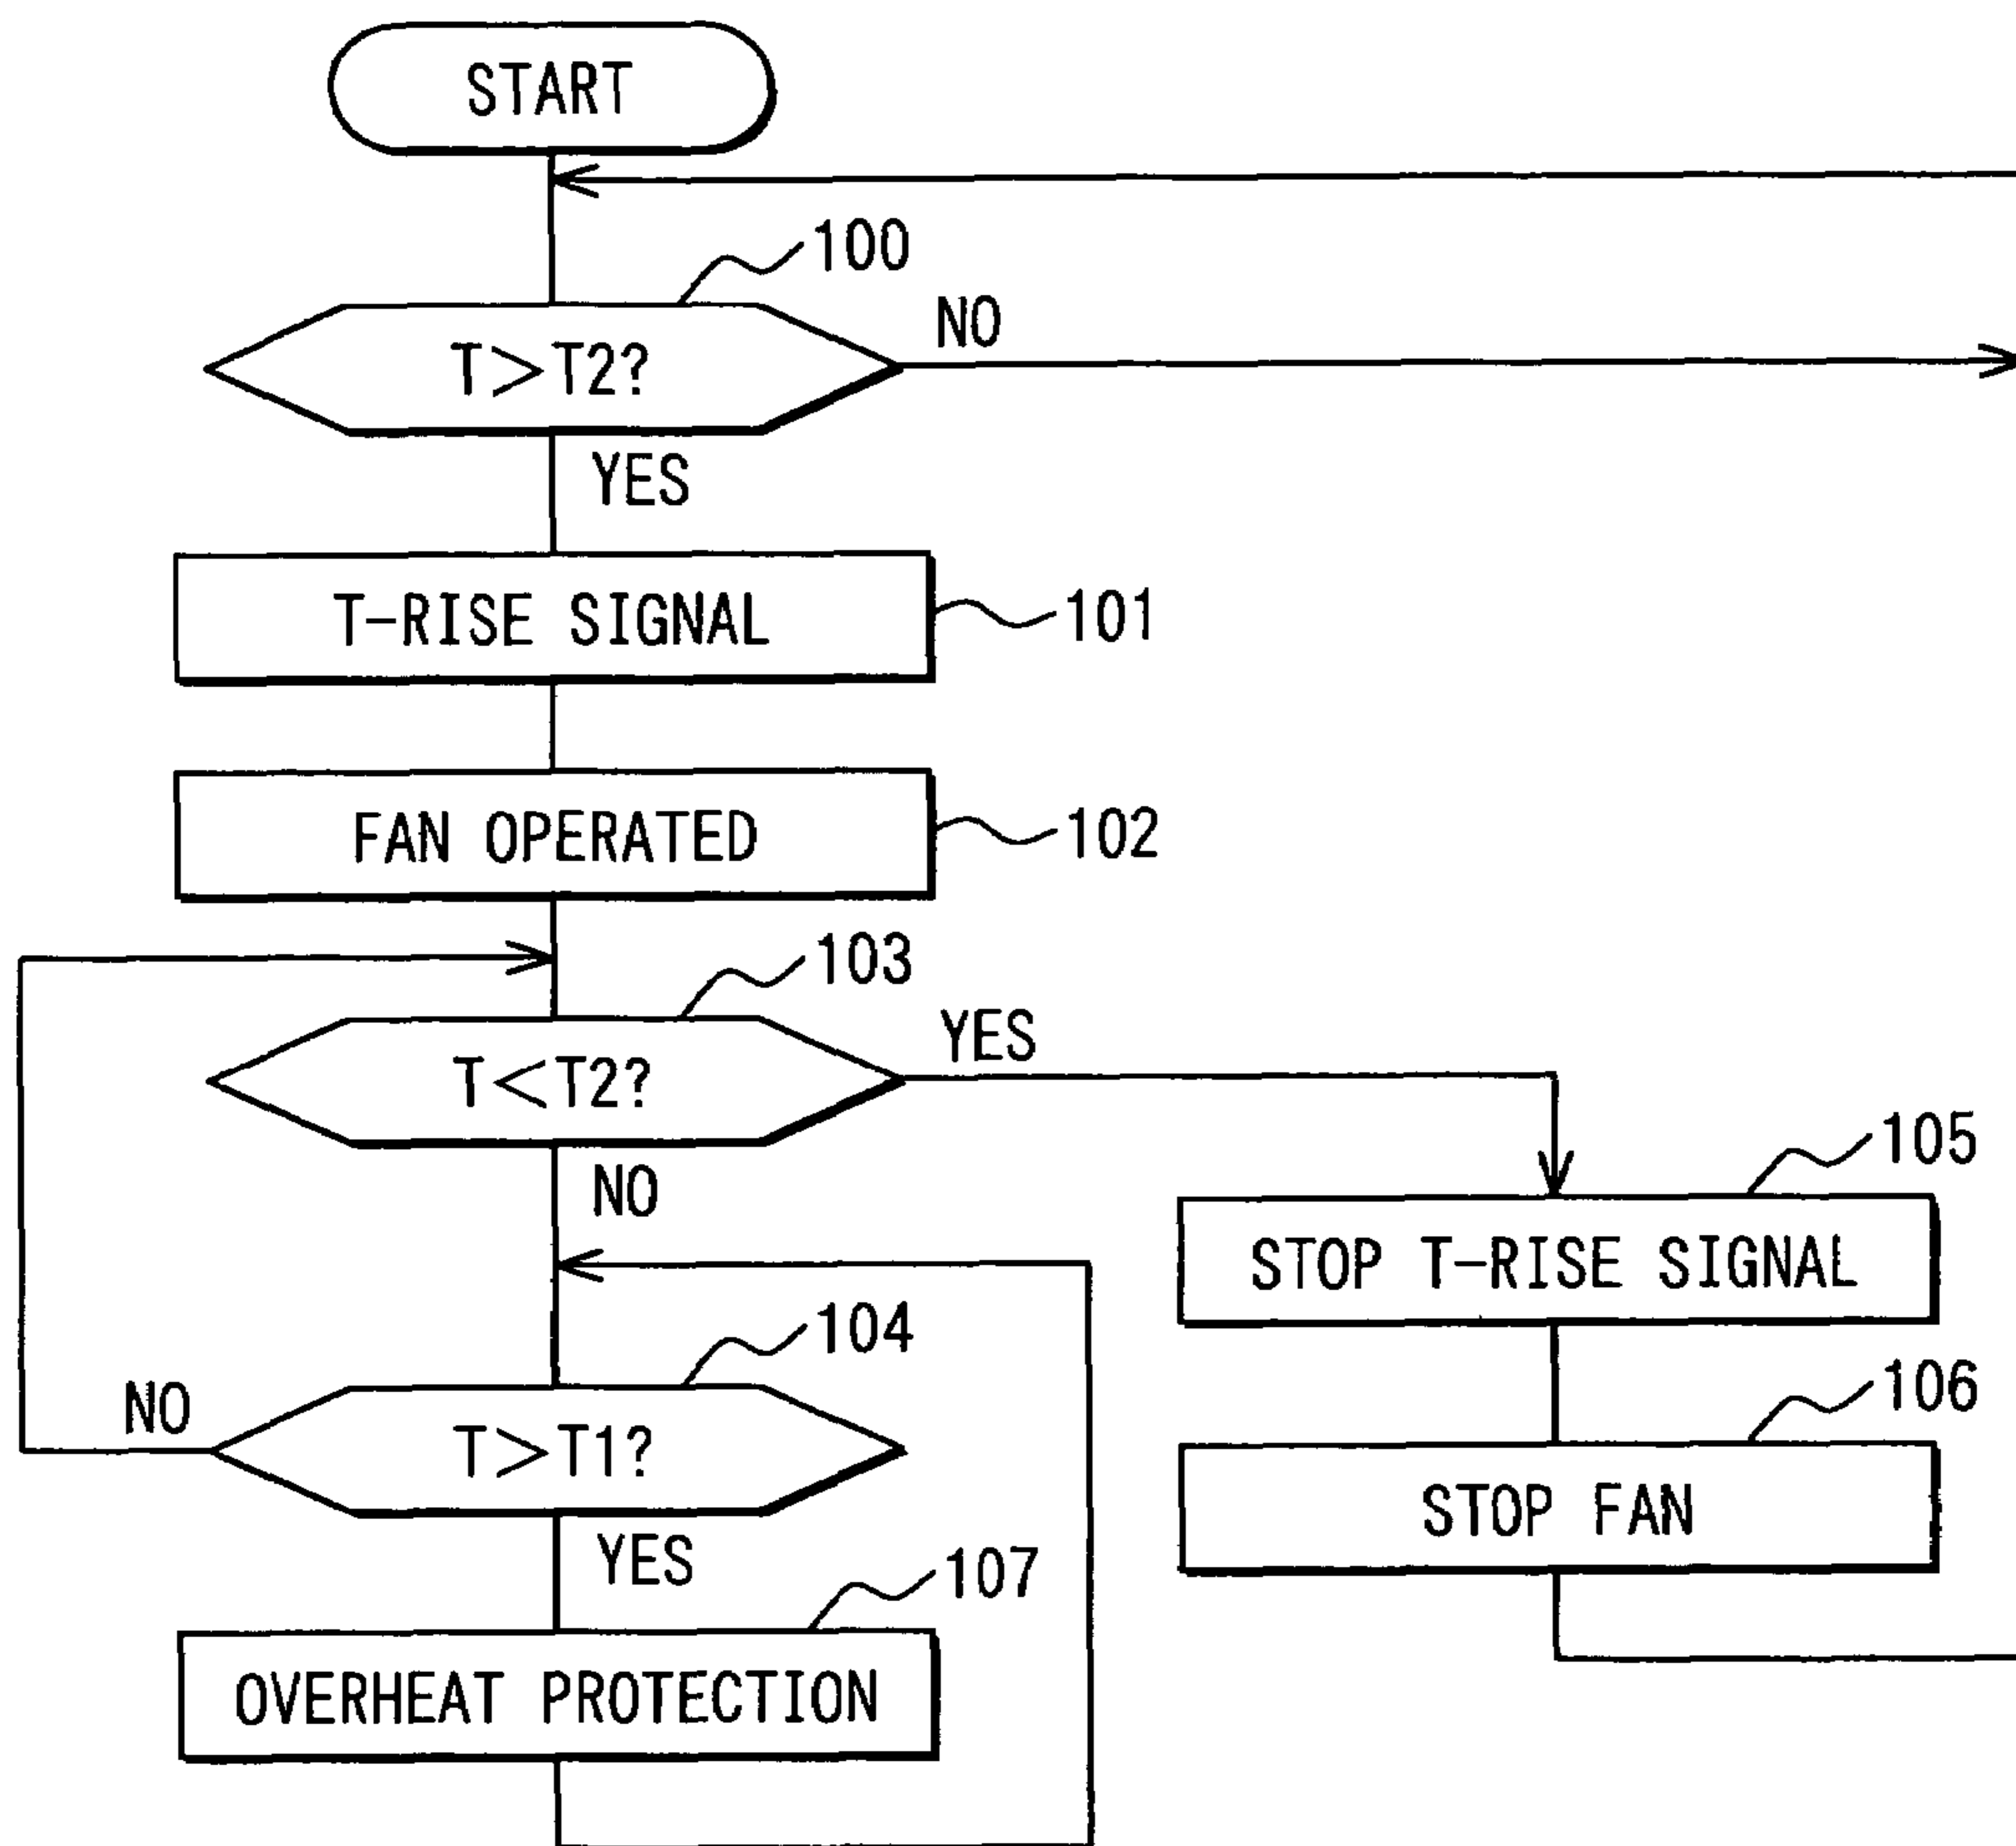 START
100
T>T2?
NO
YES
T-RISE SIGNAL
101
FAN OPERATED
102
103
T<T2?
YES
NO
104
T>T1?
NO
YES
107
OVERHEAT PROTECTION
105
STOP T-RISE SIGNAL
106
STOP FAN